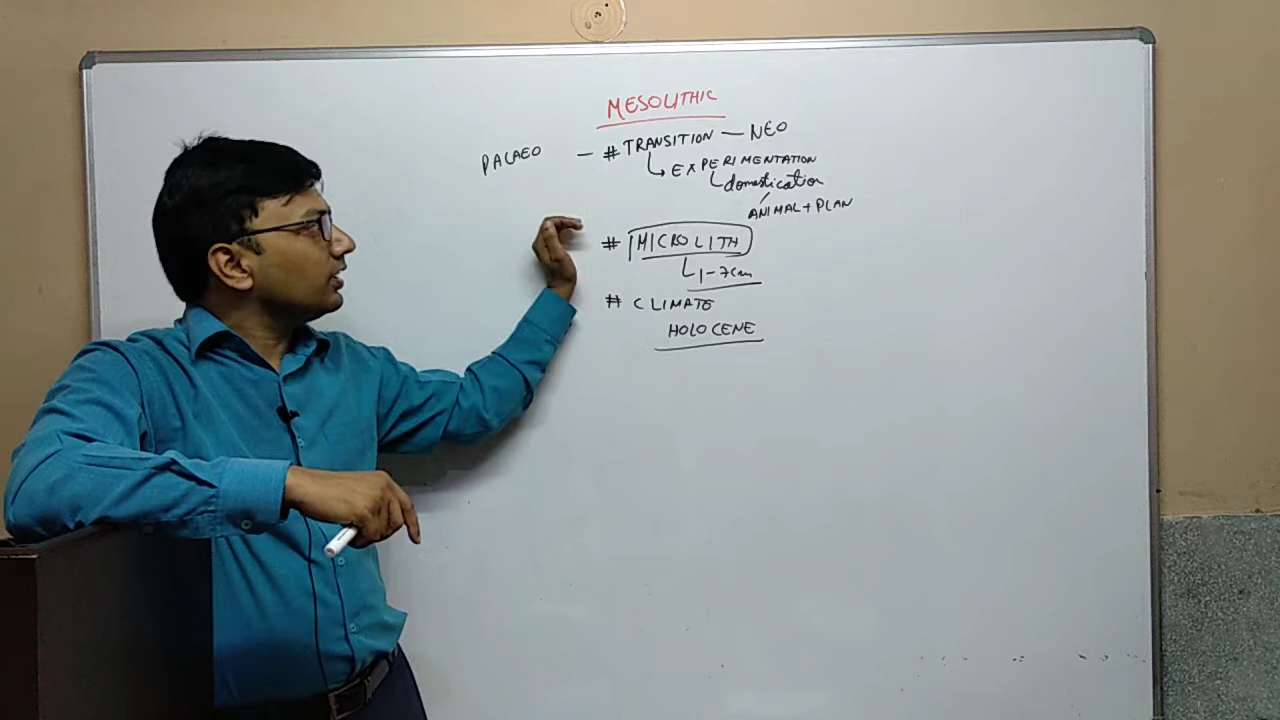 MESOLITHIC
PALAEO — # TRANSITION — NEO
EXPERIMENTATION
domestication
ANIMAL + PLAN
# MICROLITH
1-7cm
# CLIMATE
HOLOCENE